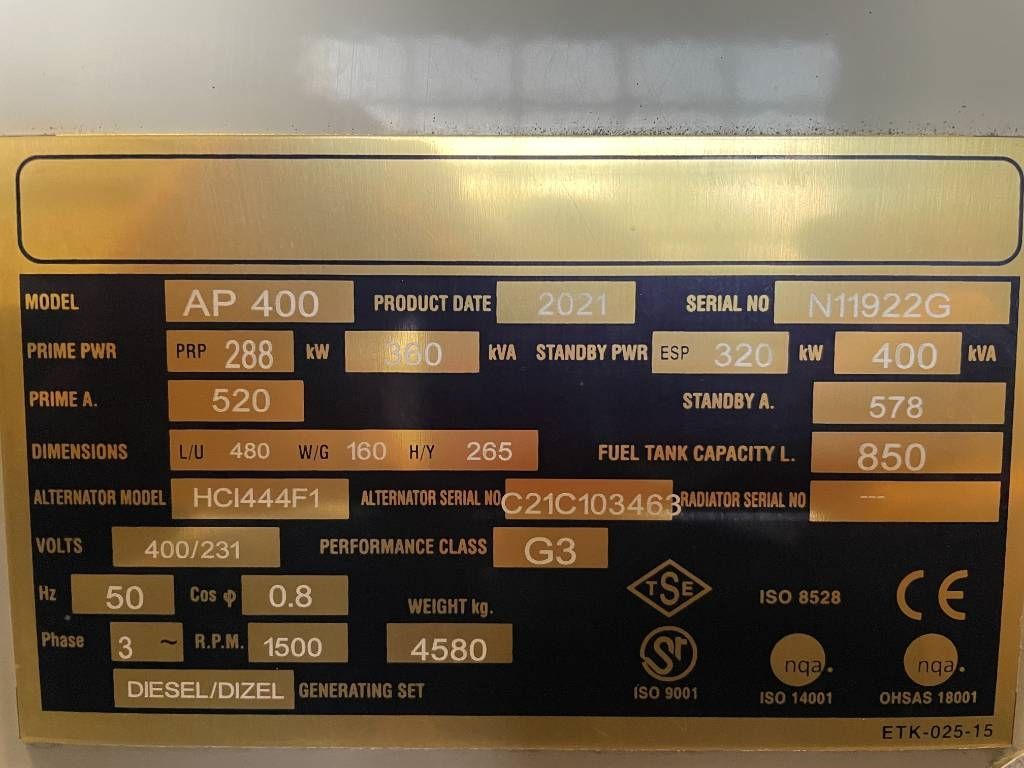 MODEL AP 400 PRODUCT DATE 2021 SERIAL NO N11922G
PRIME PWR PRP 288 kW 360 kVA STANDBY PWR ESP 320 kW 400 kVA
PRIME A. 520 STANDBY A. 578
DIMENSIONS L/U 480 W/G 160 H/Y 265 FUEL TANK CAPACITY L. 850
ALTERNATOR MODEL HCI444F1 ALTERNATOR SERIAL NO C21C103463 RADIATOR SERIAL NO ---
VOLTS 400/231 PERFORMANCE CLASS G3
Hz 50 Cos φ 0.8 WEIGHT kg. TSE ISO 8528 CE
Phase 3 ~ R.P.M. 1500 4580 nqa. nqa.
ISO 9001 ISO 14001 OHSAS 18001
DIESEL/DIZEL GENERATING SET
ETK-025-15